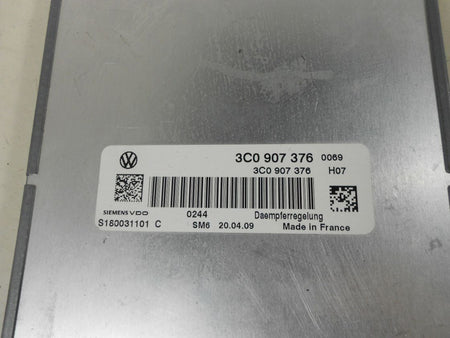 3C0 907 376 0069
3C0 907 376 H07
SIEMENS VDO 0244 Daempferregelung
S180031101 C SM6 20.04.09 Made in France